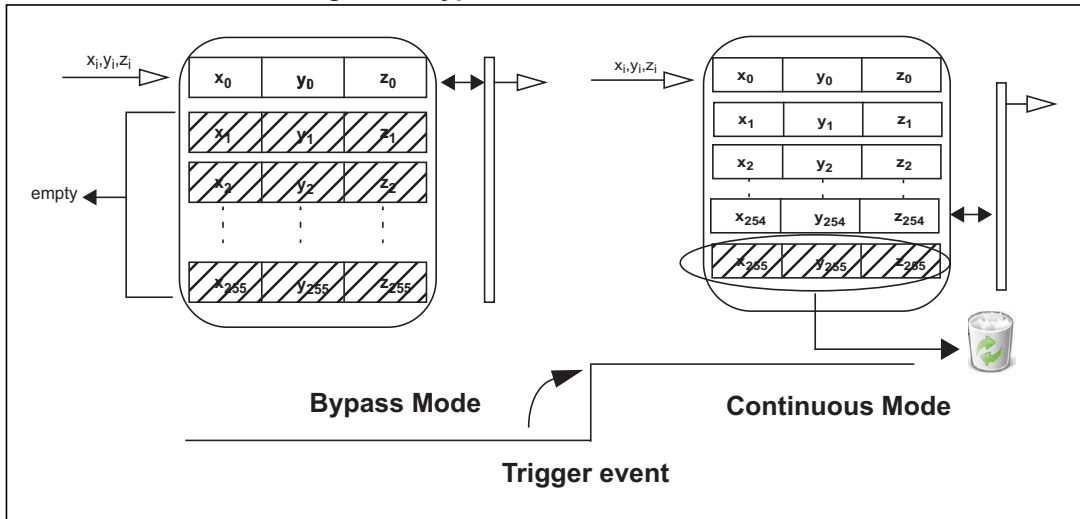 xi,yi,zi
x0 yD z0
x1 y1 z1
x2 y2 z2
x255 y255 z255
empty
xi,yi,zi
x0 y0 z0
x1 y1 z1
x2 y2 z2
x254 y254 z254
x255 y255 z255
Bypass Mode
Continuous Mode
Trigger event